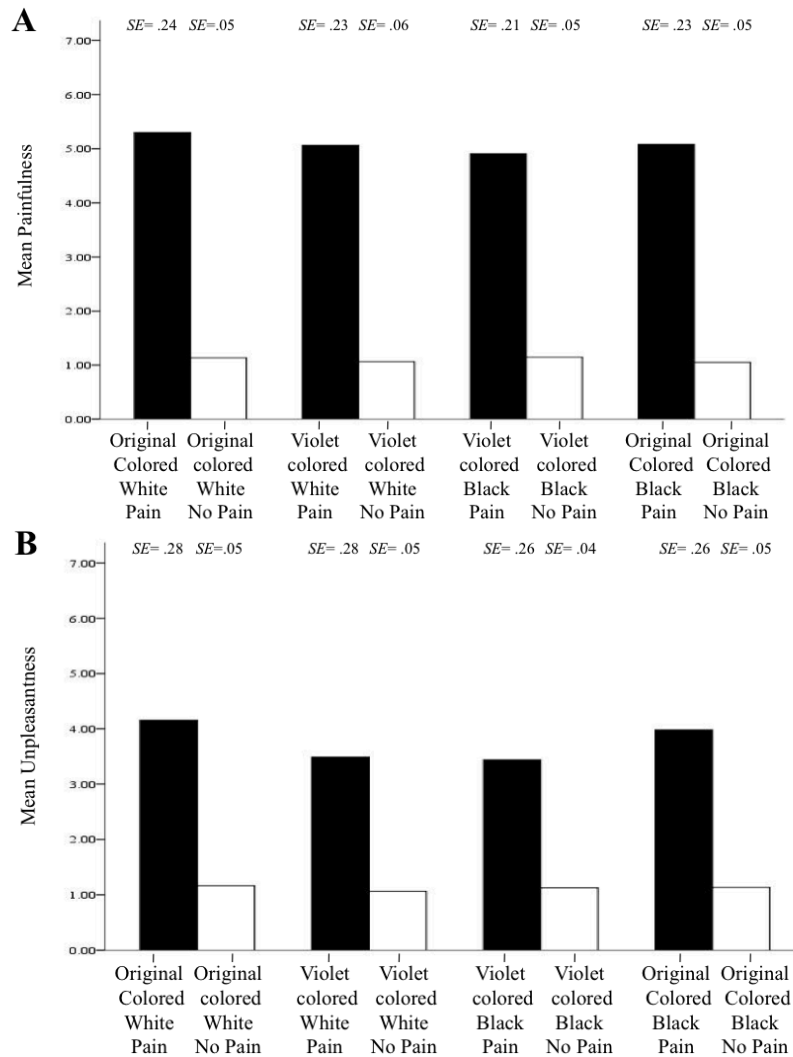 A
SE= .24 SE=.05 SE= .23 SE= .06 SE= .21 SE= .05 SE= .23 SE= .05
7.00
6.00
5.00
4.00
3.00
2.00
1.00
0.00
Mean Painfulness
Original Original Violet Violet Violet Violet Original Original
Colored colored colored colored colored colored Colored Colored
White White White White Black Black Black Black
Pain No Pain Pain No Pain Pain No Pain Pain No Pain
B
SE= .28 SE=.05 SE= .28 SE= .05 SE= .26 SE= .04 SE= .26 SE= .05
7.00
6.00
5.00
4.00
3.00
2.00
1.00
0.00
Mean Unpleasantness
Original Original Violet Violet Violet Violet Original Original
Colored colored colored colored colored colored Colored Colored
White White White White Black Black Black Black
Pain No Pain Pain No Pain Pain No Pain Pain No Pain